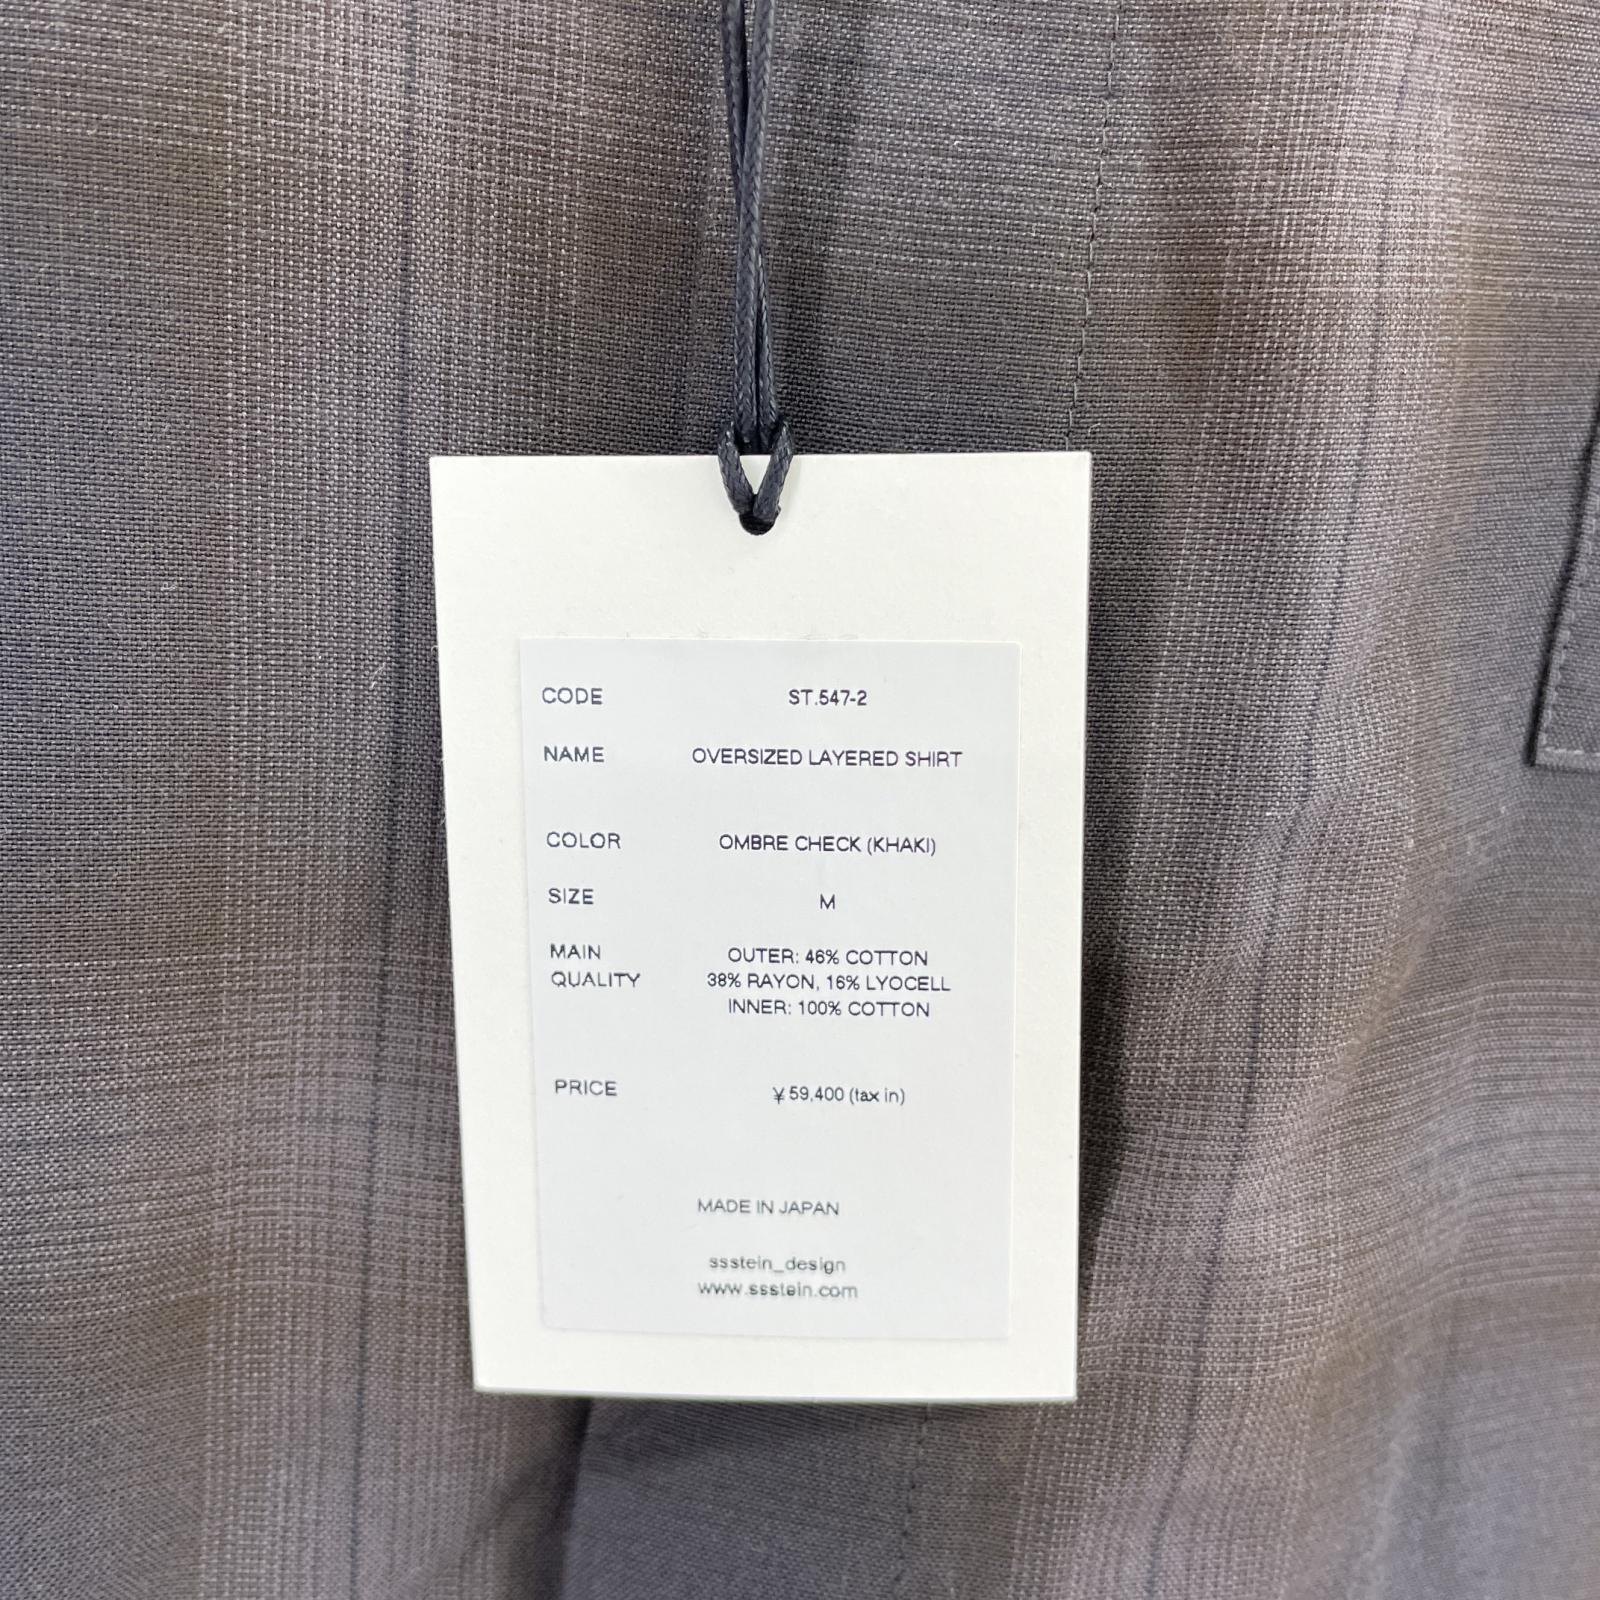 CODE ST.547-2
NAME OVERSIZED LAYERED SHIRT
COLOR OMBRE CHECK (KHAKI)
SIZE M
MAIN QUALITY OUTER: 46% COTTON
38% RAYON, 16% LYOCELL
INNER: 100% COTTON
PRICE ¥59,400 (tax in)
MADE IN JAPAN
ssstein_design
www.ssstein.com